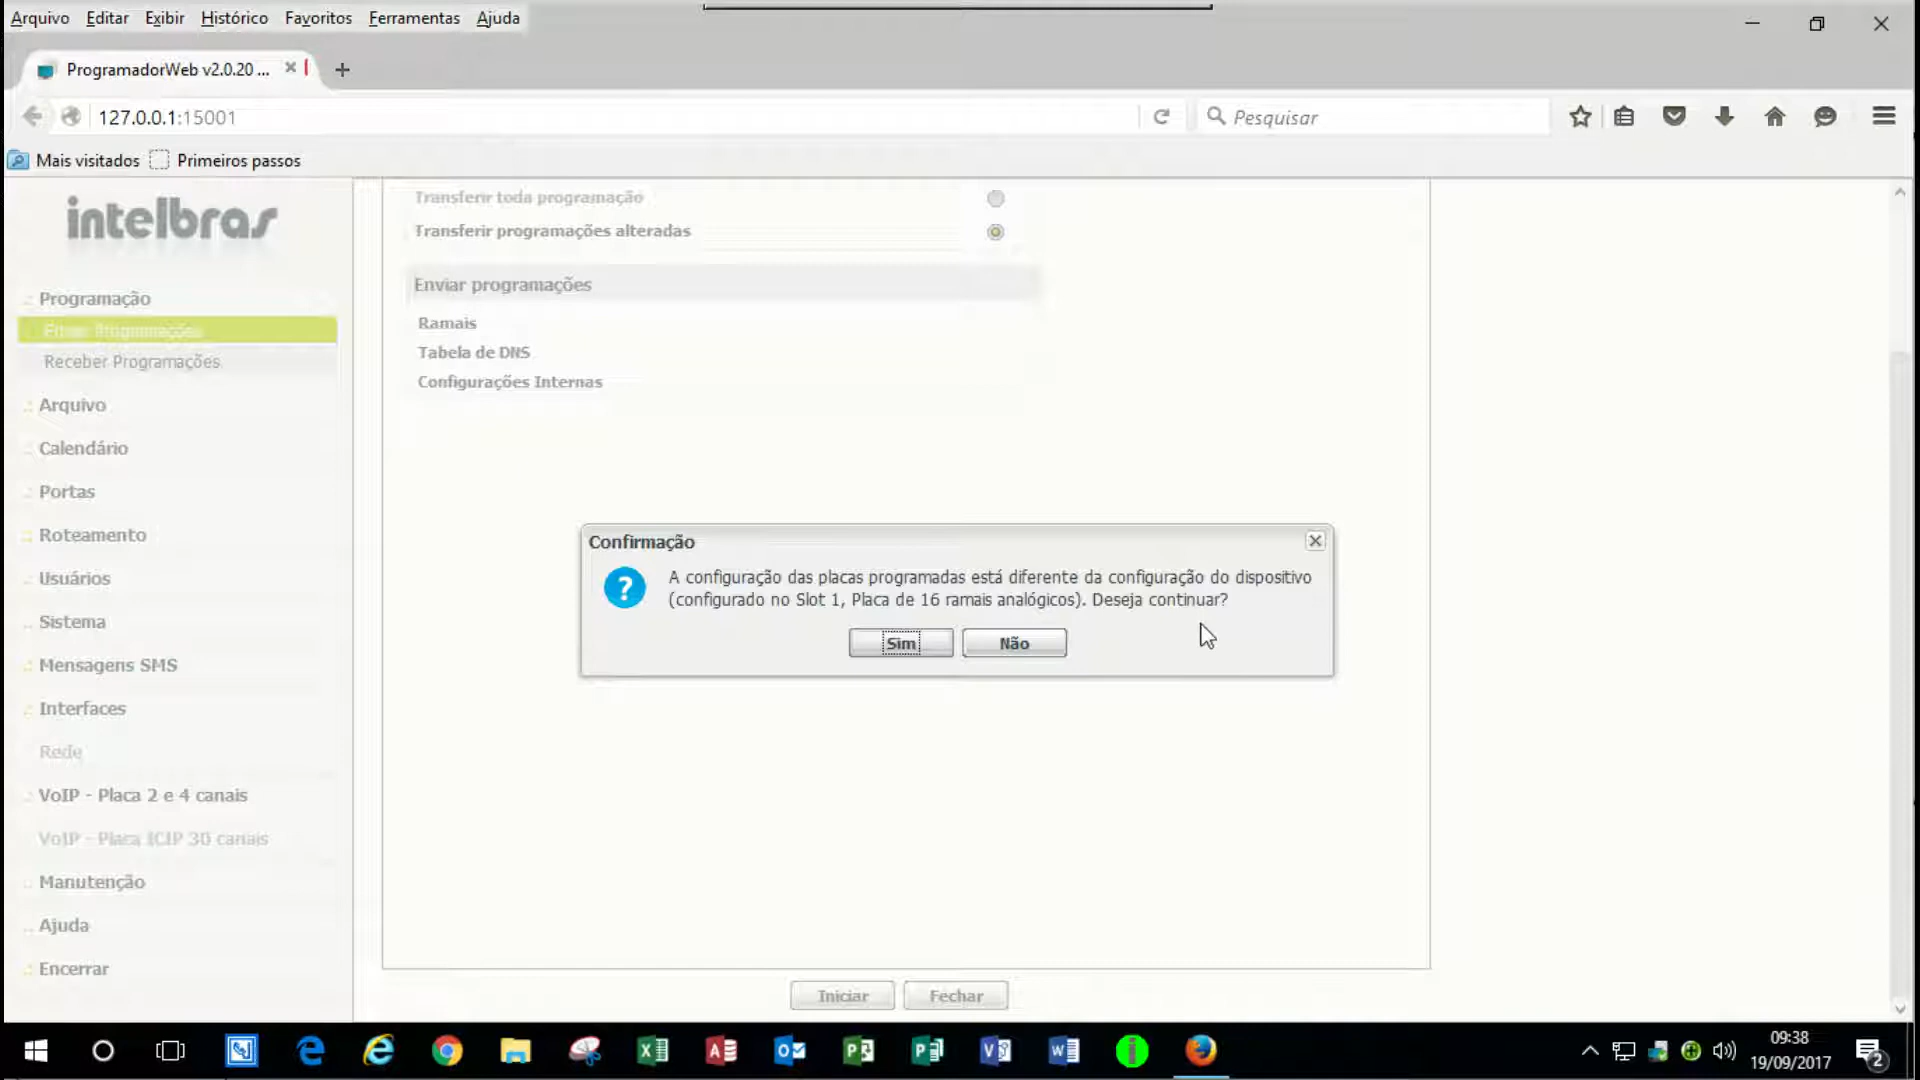 Arquivo Editar Exibir Histórico Favoritos Ferramentas Ajuda
ProgramadorWeb v2.0.20 ...
127.0.0.1:15001
Pesquisar
Mais visitados
Primeiros passos
intelbras
Programação
Enviar Programações
Receber Programações
Arquivo
Calendário
Portas
Roteamento
Usuários
Sistema
Mensagens SMS
Interfaces
Rede
VoIP - Placa 2 e 4 canais
VoIP - Placa ICIP 30 canais
Manutenção
Ajuda
Encerrar
Transferir toda programação
Transferir programações alteradas
Enviar programações
Ramais
Tabela de DNS
Configurações Internas
Confirmação
A configuração das placas programadas está diferente da configuração do dispositivo
(configurado no Slot 1, Placa de 16 ramais analógicos). Deseja continuar?
Sim
Não
Iniciar
Fechar
09:38
19/09/2017
2